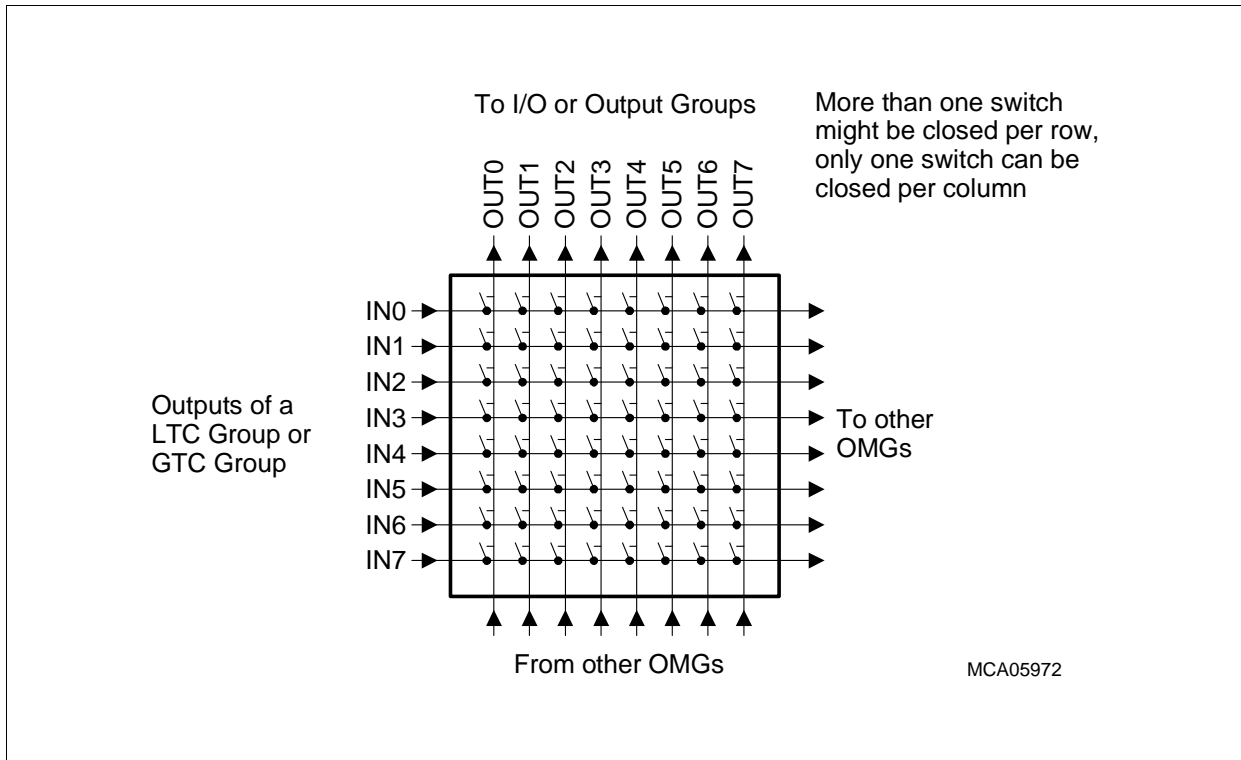 To I/O or Output Groups
More than one switch
might be closed per row,
only one switch can be
closed per column
OUT0
OUT1
OUT2
OUT3
OUT4
OUT5
OUT6
OUT7
IN0
IN1
IN2
IN3
IN4
IN5
IN6
IN7
Outputs of a
LTC Group or
GTC Group
To other
OMGs
From other OMGs
MCA05972